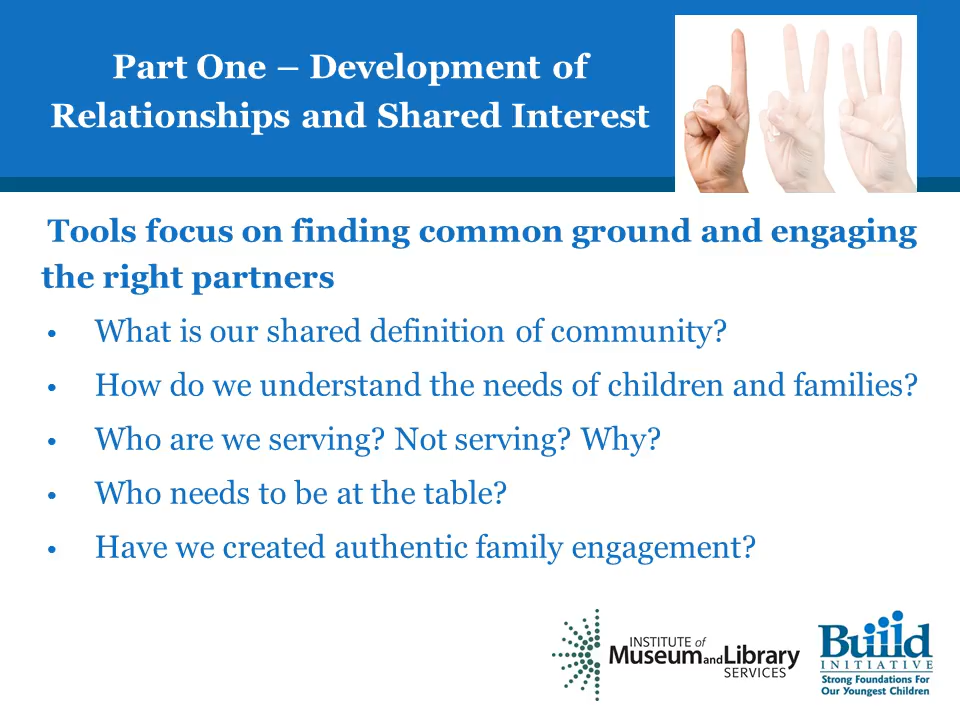 Part One – Development of
Relationships and Shared Interest
Tools focus on finding common ground and engaging
the right partners
• What is our shared definition of community?
• How do we understand the needs of children and families?
• Who are we serving? Not serving? Why?
• Who needs to be at the table?
• Have we created authentic family engagement?
INSTITUTE of
Museum and Library
SERVICES
Build
INITIATIVE
Strong Foundations For
Our Youngest Children